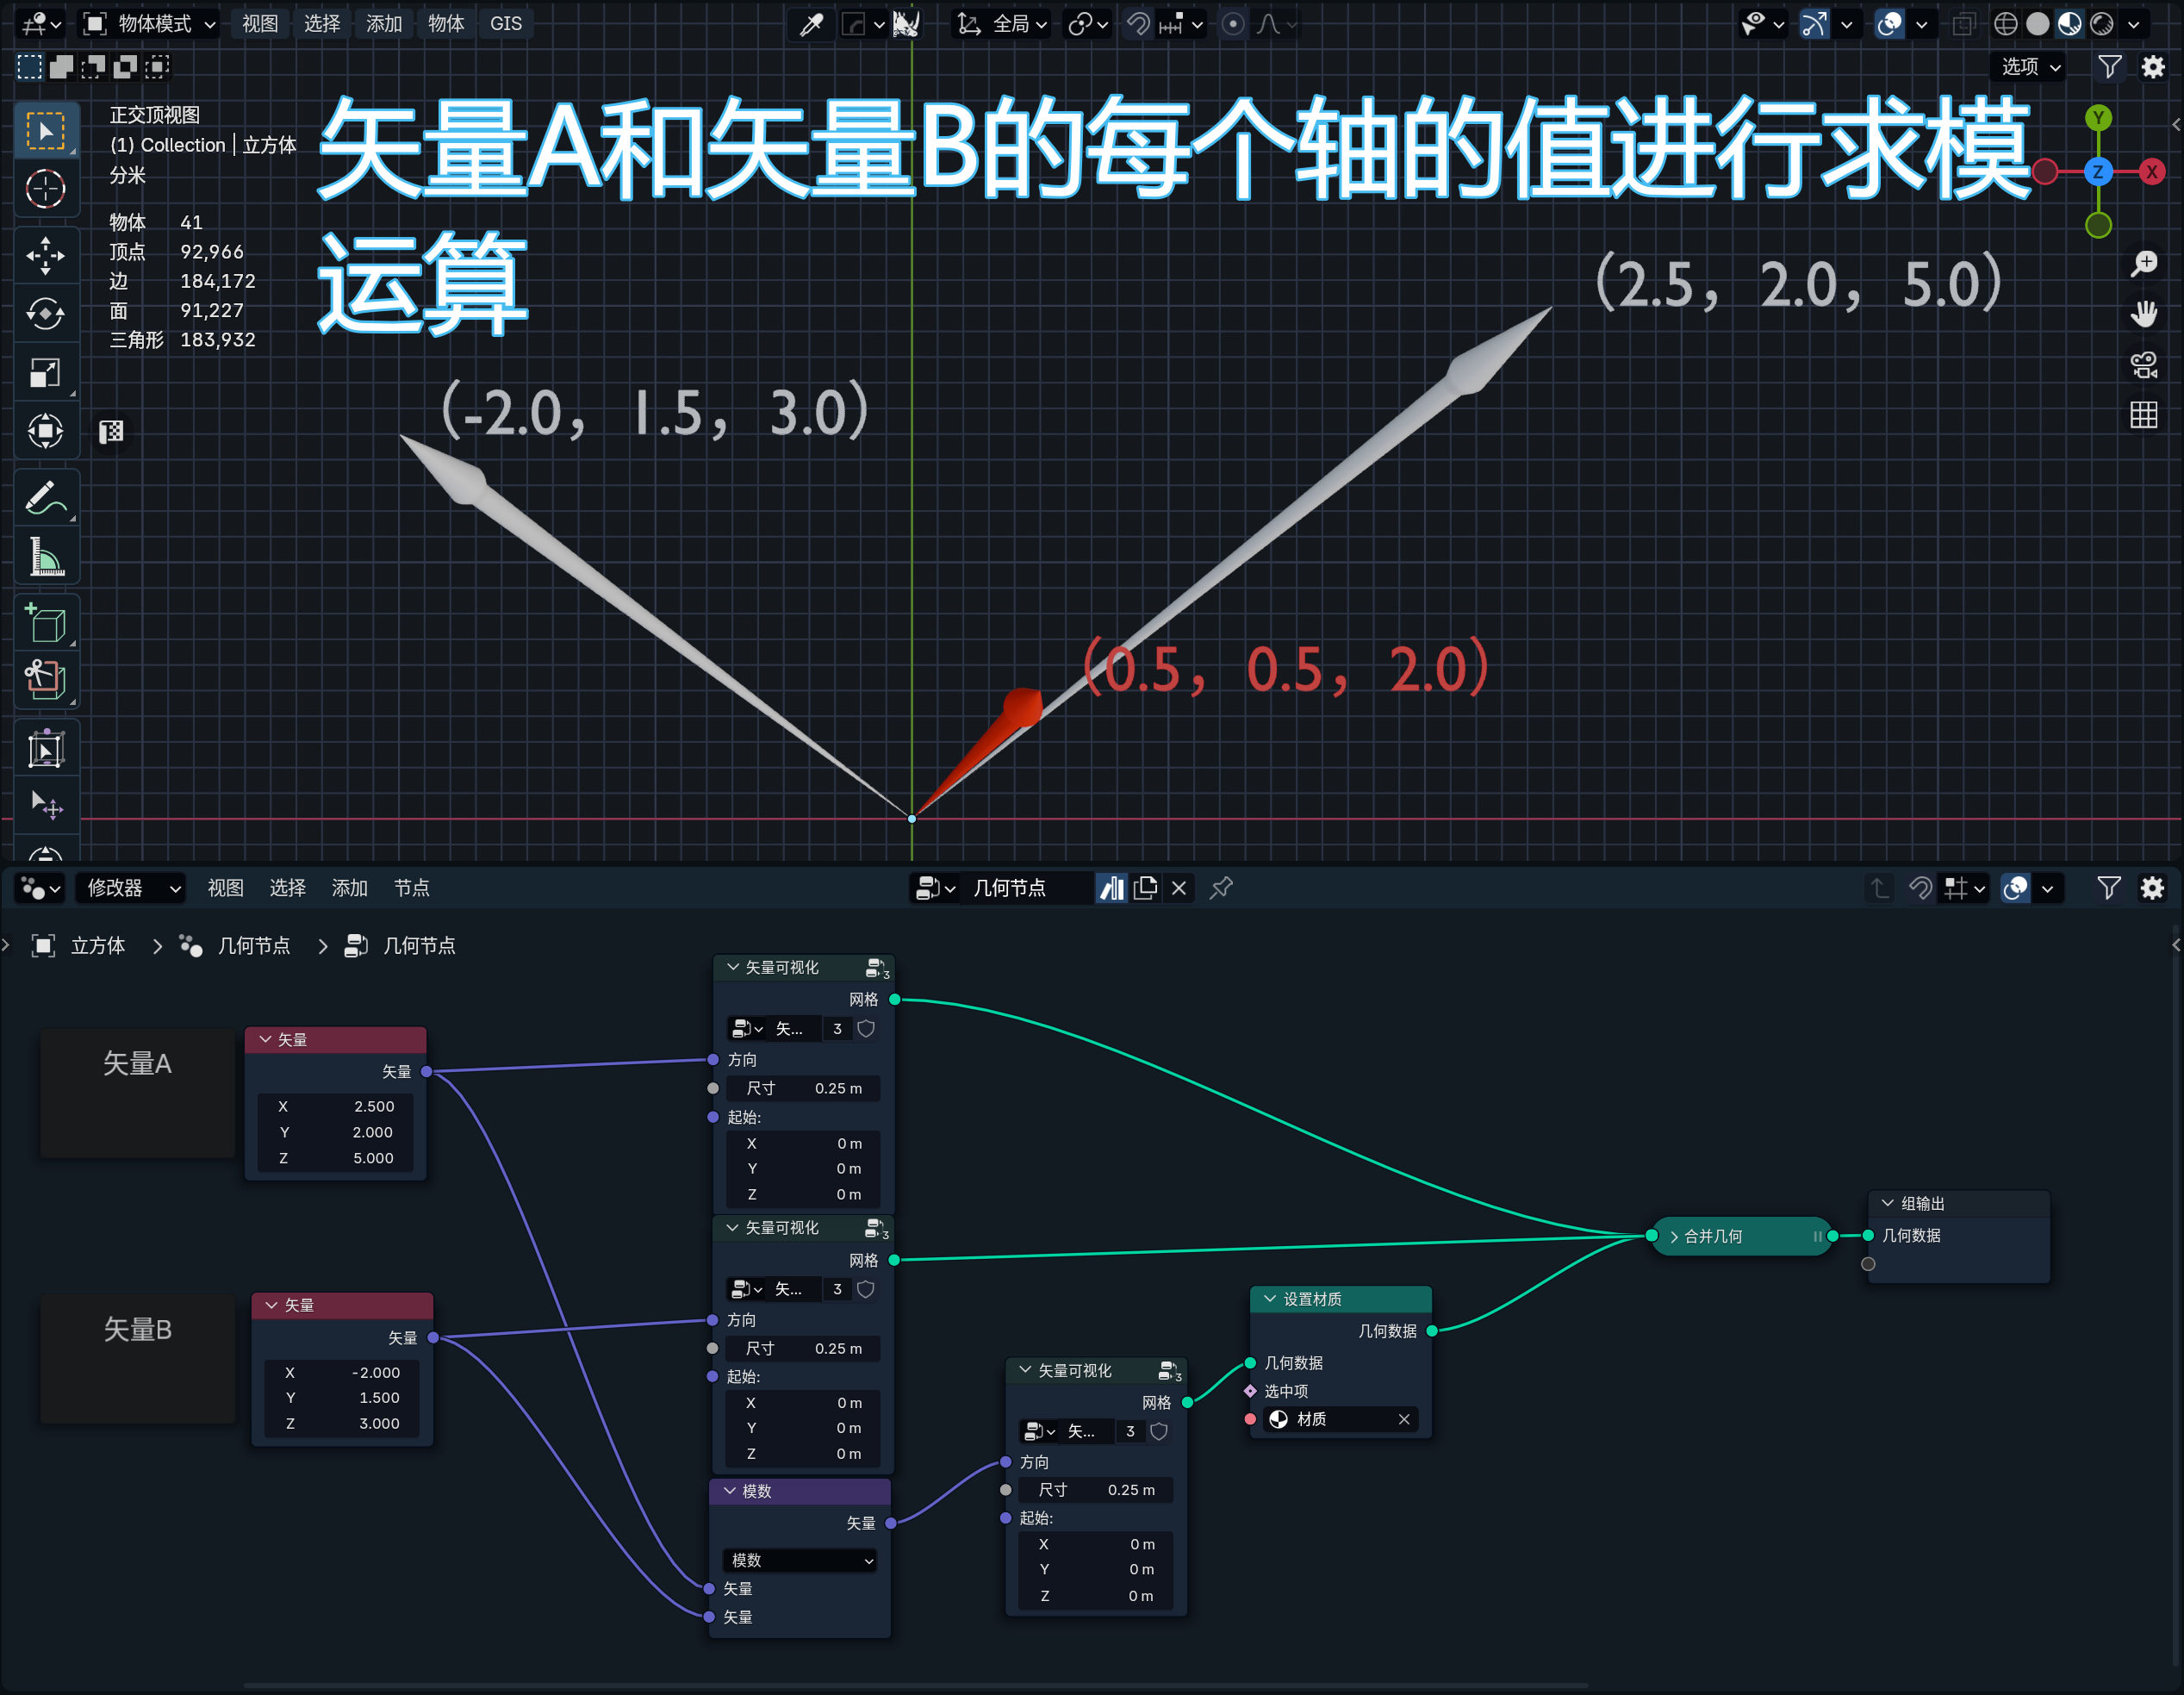 物体模式 视图 选择 添加 物体 GIS 全局
选项
正交顶视图
(1) Collection | 立方体
分米
物体 41
顶点 92,966
边 184,172
面 91,227
三角形 183,932
矢量A和矢量B的每个轴的值进行求模
运算
Y
Z
X
（2.5，2.0，5.0）
（-2.0，1.5，3.0）
（0.5，0.5，2.0）
修改器 视图 选择 添加 节点 几何节点
立方体 > 几何节点 > 几何节点
矢量A
矢量
矢量
X 2.500
Y 2.000
Z 5.000
矢量B
矢量
矢量
X -2.000
Y 1.500
Z 3.000
矢量可视化 3
网格
矢... 3
方向
尺寸 0.25 m
起始:
X 0 m
Y 0 m
Z 0 m
矢量可视化 3
网格
矢... 3
方向
尺寸 0.25 m
起始:
X 0 m
Y 0 m
Z 0 m
模数
矢量
模数
矢量
矢量
矢量可视化 3
网格
矢... 3
方向
尺寸 0.25 m
起始:
X 0 m
Y 0 m
Z 0 m
设置材质
几何数据
几何数据
选中项
材质
合并几何
组输出
几何数据